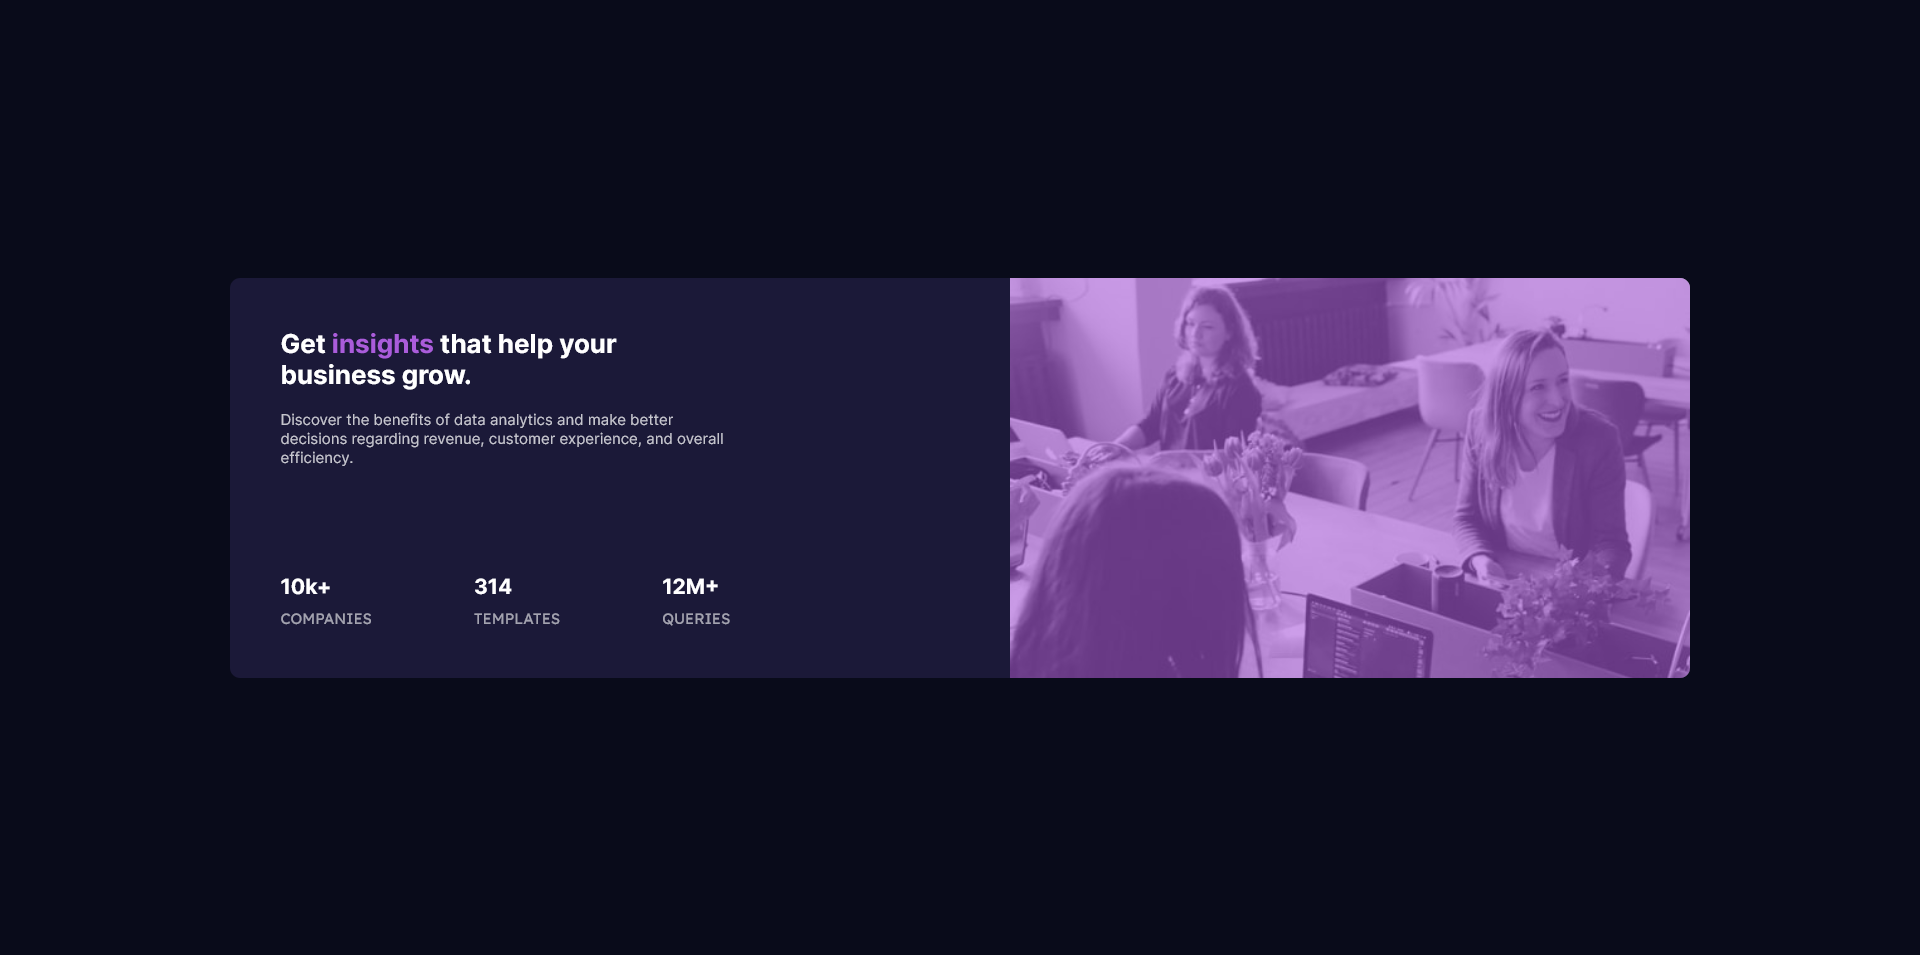 Get insights that help your
business grow.
Discover the benefits of data analytics and make better
decisions regarding revenue, customer experience, and overall
efficiency.
10k+ 314 12M+
COMPANIES TEMPLATES QUERIES